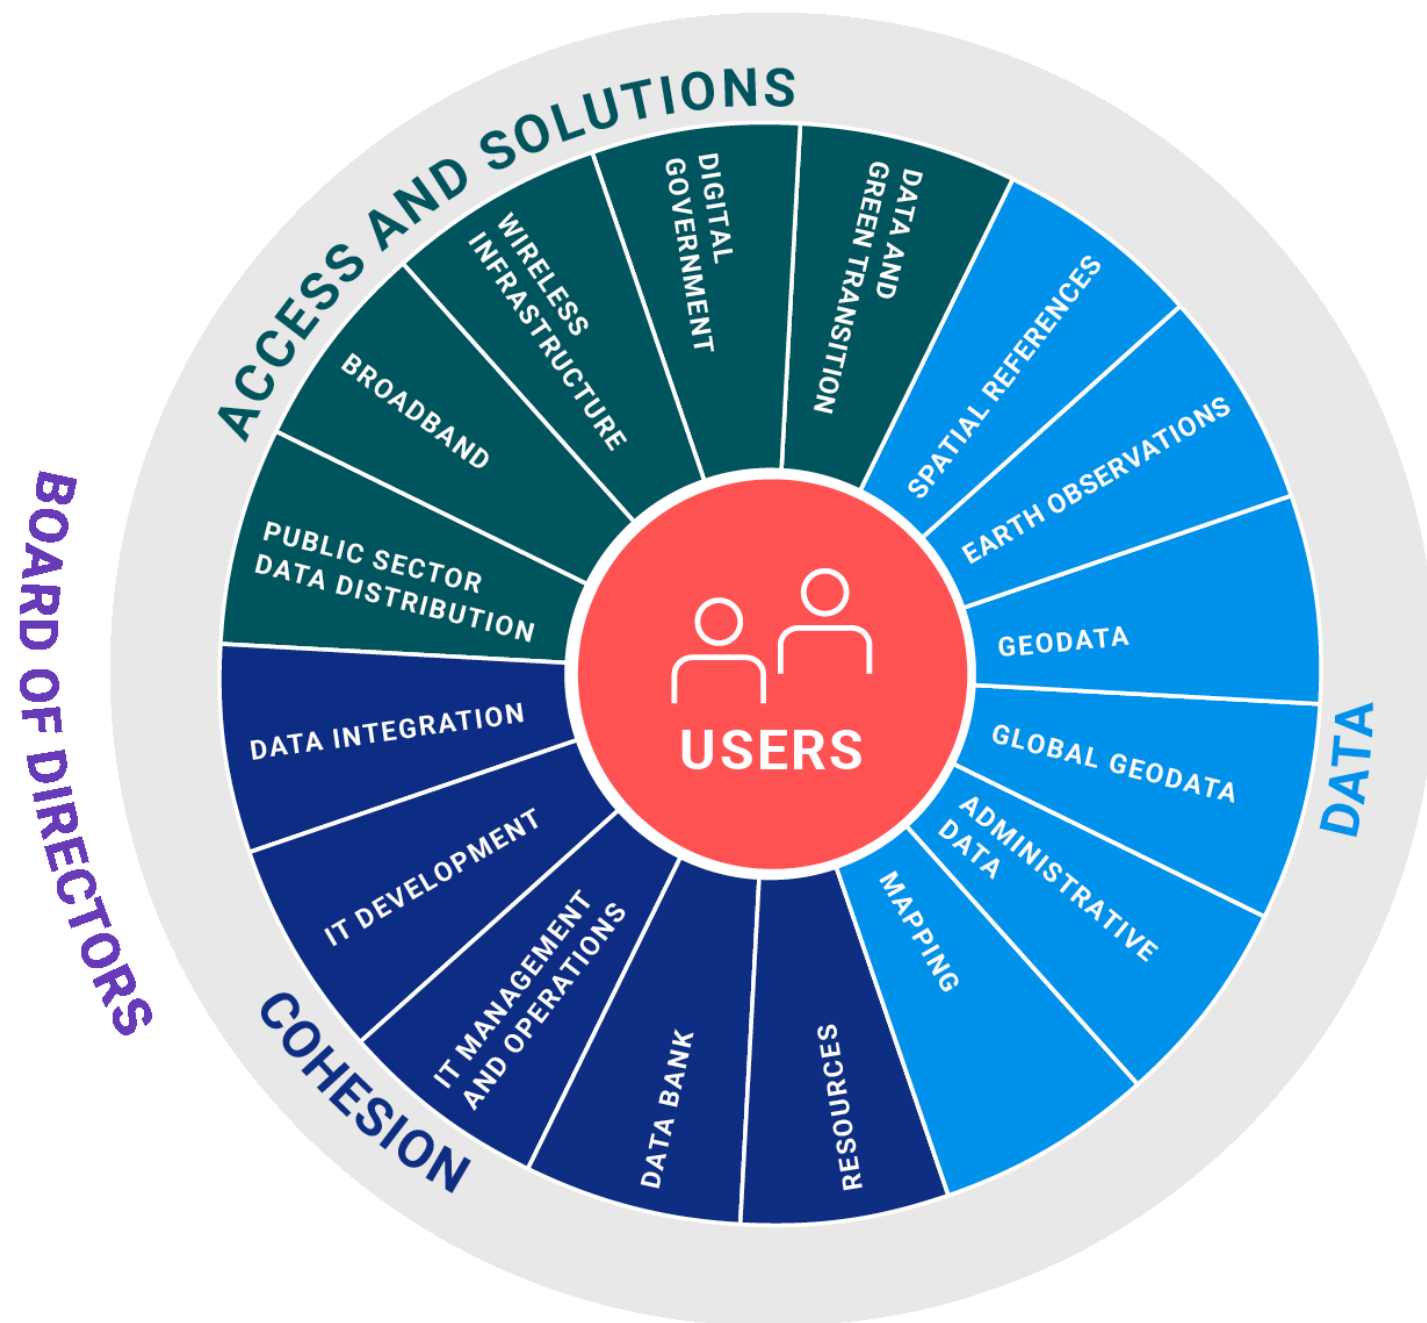 ACCESS AND SOLUTIONS
PUBLIC SECTOR
DATA DISTRIBUTION
BROADBAND
WIRELESS
INFRASTRUCTURE
DIGITAL
GOVERNMENT
DATA AND
GREEN TRANSITION
DATA
SPATIAL REFERENCES
EARTH OBSERVATIONS
GEODATA
GLOBAL GEODATA
ADMINISTRATIVE
DATA
MAPPING
COHESION
RESOURCES
DATA BANK
IT MANAGEMENT
AND OPERATIONS
IT DEVELOPMENT
DATA INTEGRATION
USERS
BOARD OF DIRECTORS